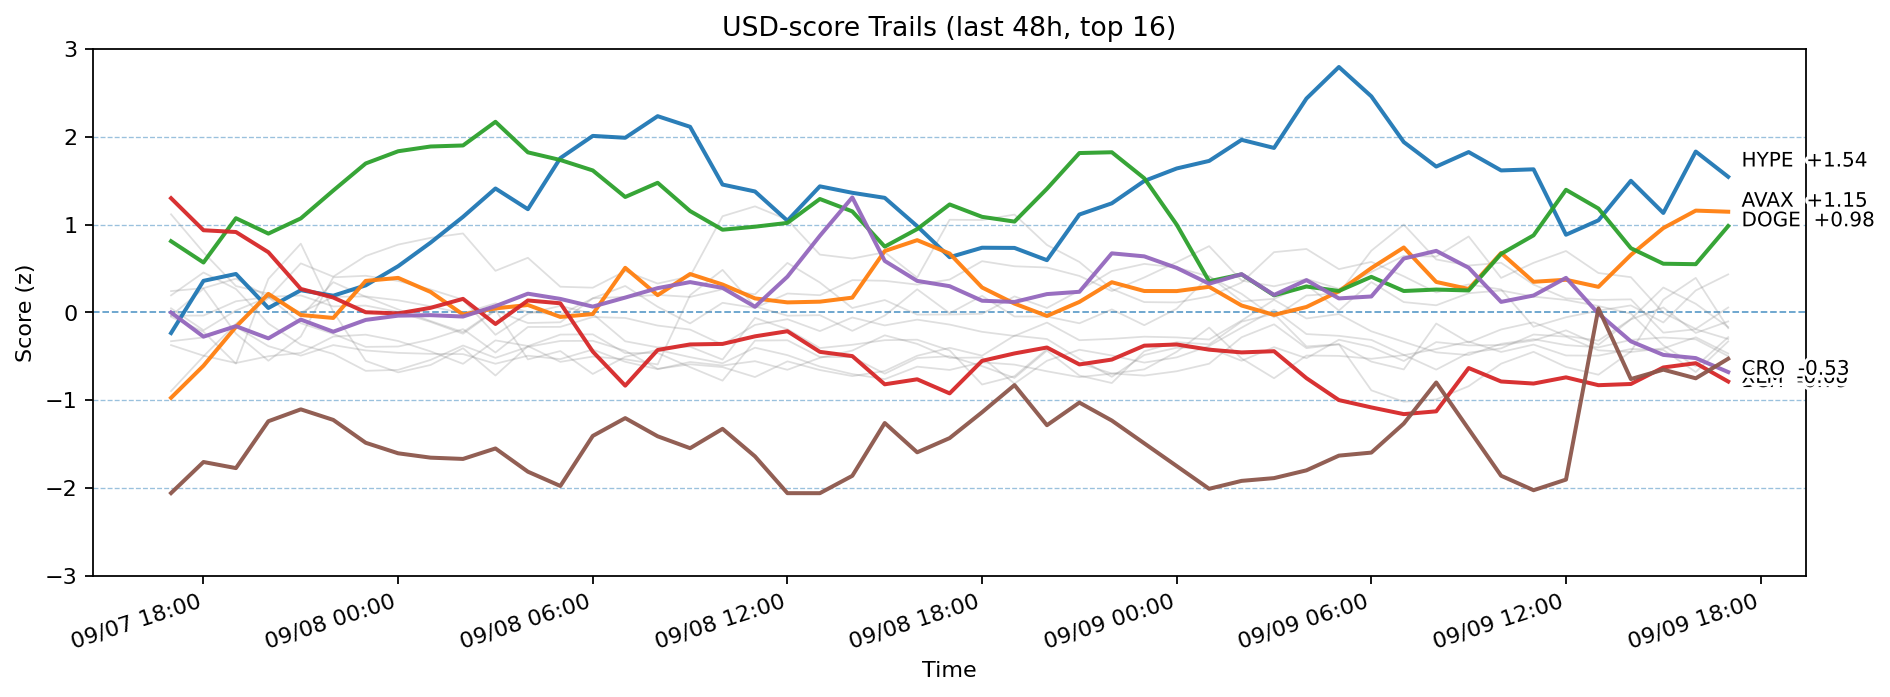 USD-score Trails (last 48h, top 16)
Score (z)
3
2
1
0
−1
−2
−3
HYPE +1.54
AVAX +1.15
DOGE +0.98
CRO -0.53
09/07 18:00
09/08 00:00
09/08 06:00
09/08 12:00
09/08 18:00
09/09 00:00
09/09 06:00
09/09 12:00
09/09 18:00
Time